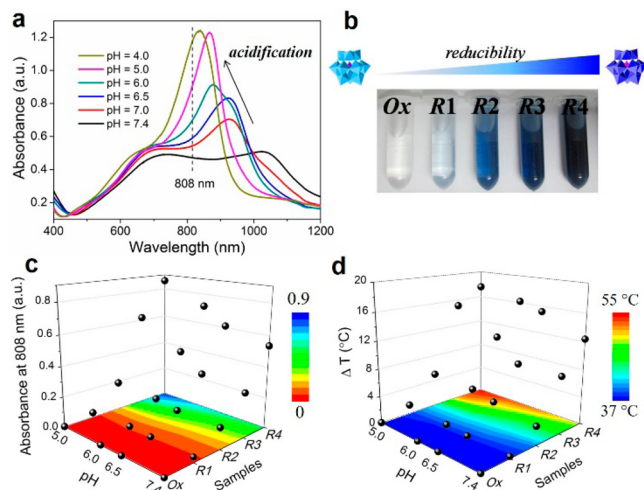 a
1.2
1.0
0.8
0.6
0.4
0.2
Absorbance (a.u.)
pH = 4.0
pH = 5.0
pH = 6.0
pH = 6.5
pH = 7.0
pH = 7.4
acidification
808 nm
400 600 800 1000 1200
Wavelength (nm)
b
reducibility
Ox R1 R2 R3 R4
c
0.8
0.6
0.4
0.2
0.0
Absorbance at 808 nm (a.u.)
0.9
0
5.0 6.0 6.5 7.4
pH
Ox R1 R2 R3 R4
Samples
d
20
16
12
8
4
0
Δ T (°C)
55 °C
37 °C
5.0 6.0 6.5 7.4
pH
Ox R1 R2 R3 R4
Samples